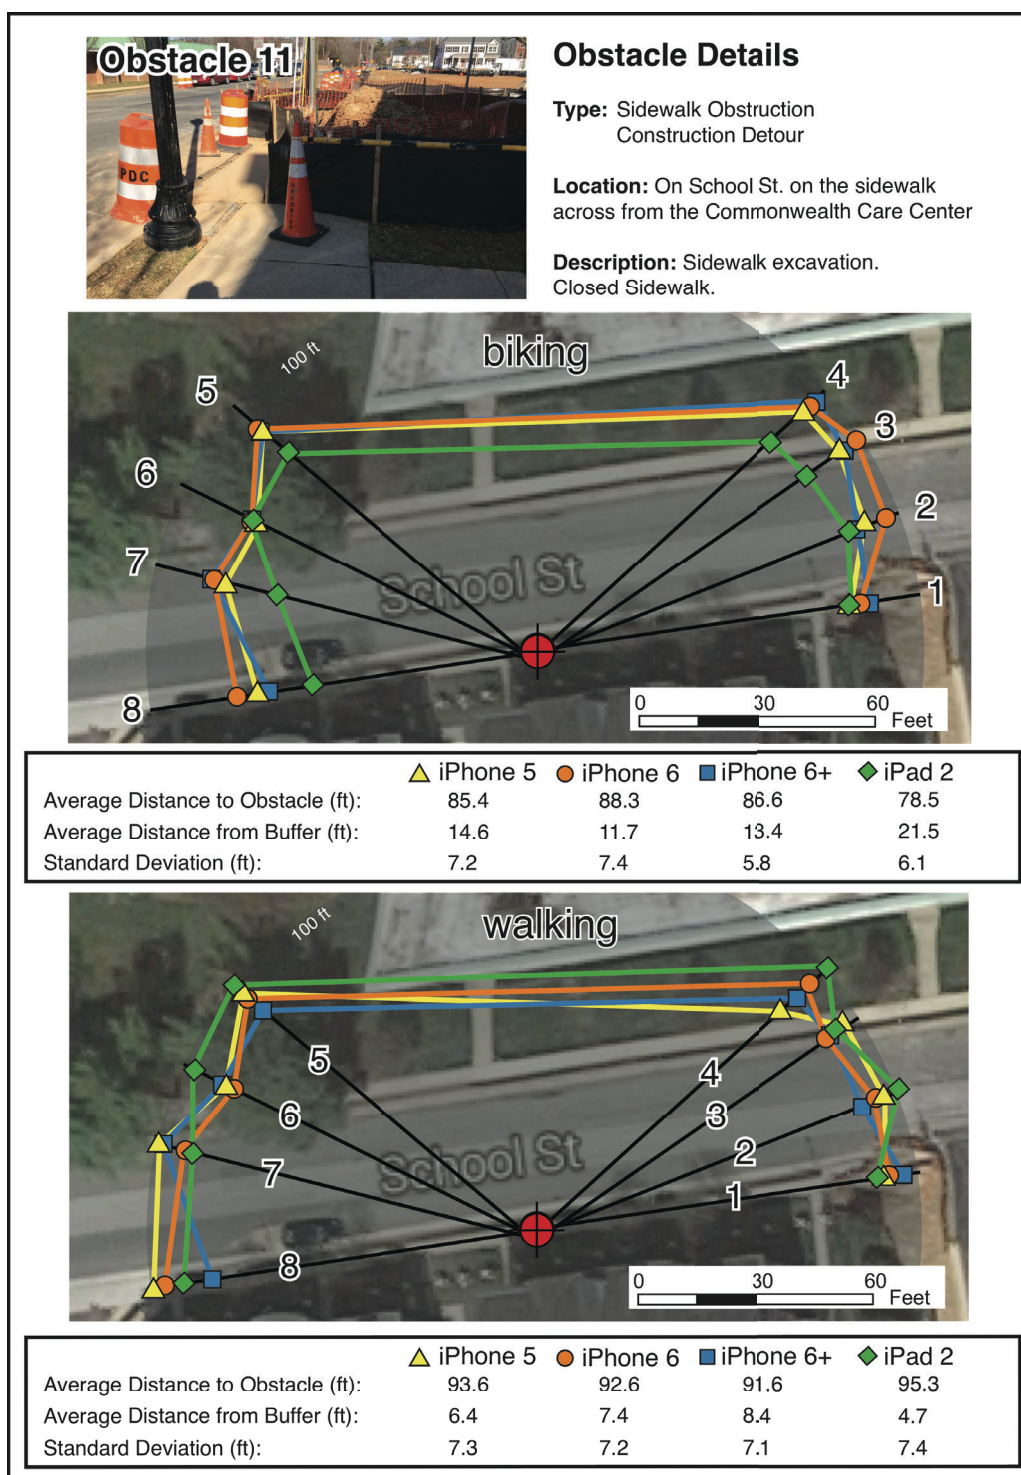 Obstacle 11
PDC
Obstacle Details
Type: Sidewalk Obstruction
Construction Detour
Location: On School St. on the sidewalk
across from the Commonwealth Care Center
Description: Sidewalk excavation.
Closed Sidewalk.
biking
100 ft
5
4
3
6
2
7
1
School St
8
0 30 60
Feet
iPhone 5 iPhone 6 iPhone 6+ iPad 2
Average Distance to Obstacle (ft): 85.4 88.3 86.6 78.5
Average Distance from Buffer (ft): 14.6 11.7 13.4 21.5
Standard Deviation (ft): 7.2 7.4 5.8 6.1
walking
100 ft
5
4
6
3
7
2
School St
1
8
0 30 60
Feet
iPhone 5 iPhone 6 iPhone 6+ iPad 2
Average Distance to Obstacle (ft): 93.6 92.6 91.6 95.3
Average Distance from Buffer (ft): 6.4 7.4 8.4 4.7
Standard Deviation (ft): 7.3 7.2 7.1 7.4